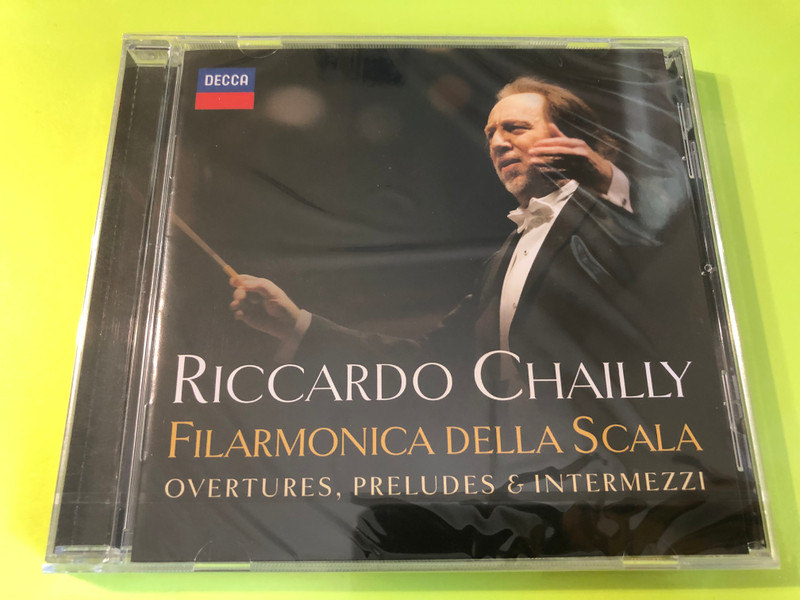 DECCA
RICCARDO CHAILLY
FILARMONICA DELLA SCALA
OVERTURES, PRELUDES & INTERMEZZI